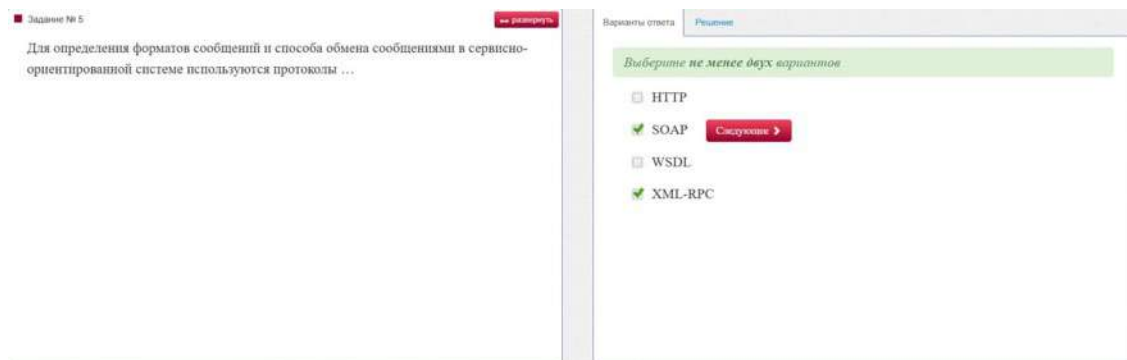 Задание № 5
развернуть
Для определения форматов сообщений и способа обмена сообщениями в сервисно-
ориентированной системе используются протоколы …
Варианты ответа
Решение
Выберите не менее двух вариантов
HTTP
SOAP
Следующее
WSDL
XML-RPC